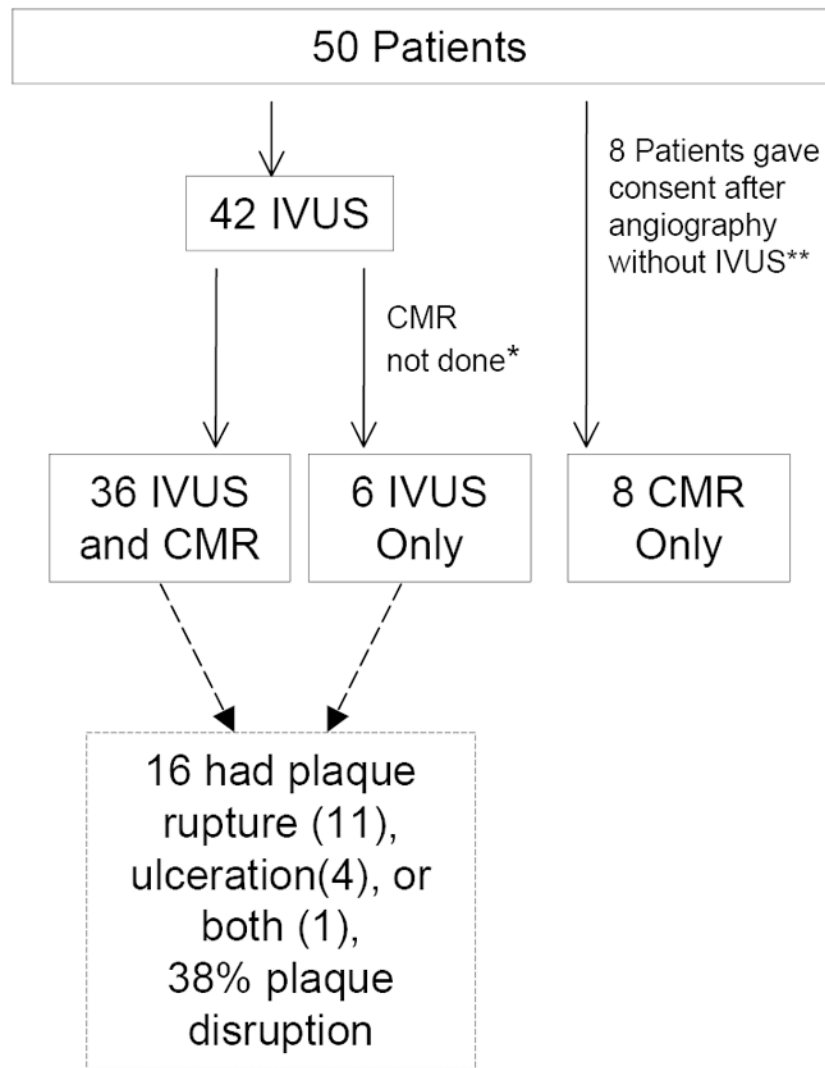 50 Patients
42 IVUS
8 Patients gave
consent after
angiography
without IVUS**
CMR
not done*
36 IVUS
and CMR
6 IVUS
Only
8 CMR
Only
16 had plaque
rupture (11),
ulceration(4), or
both (1),
38% plaque
disruption